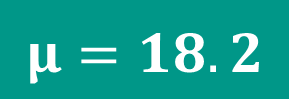 μ = 18.2